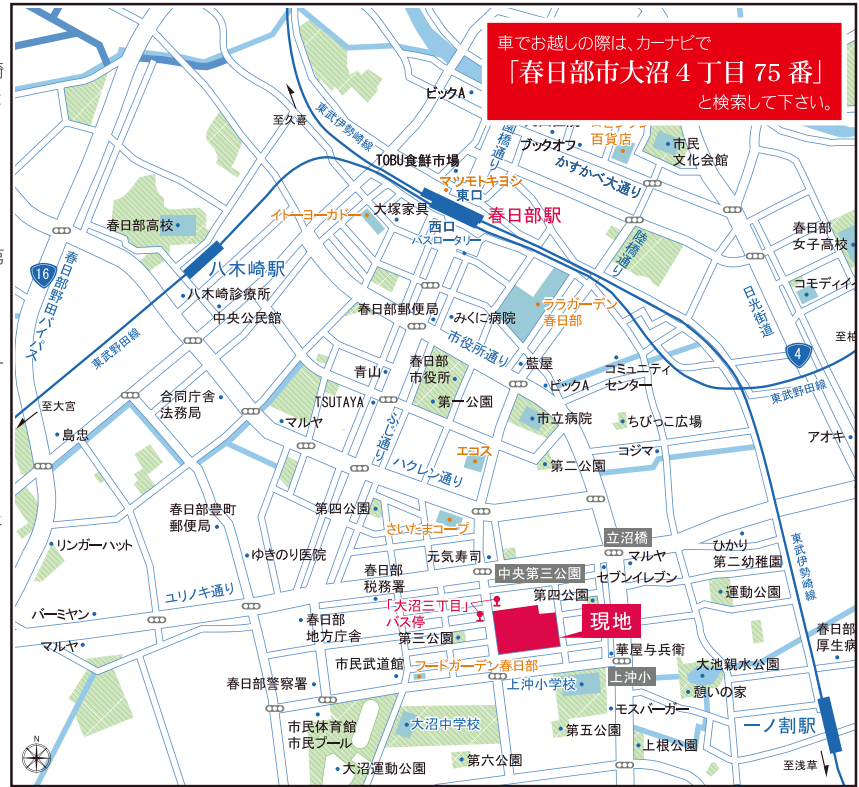 車でお越しの際は、カーナビで
「春日部市大沼4丁目75番」
と検索して下さい。
ビックA
至久喜
東武伊勢崎線
ブックオフ
百貨店
市民
文化会館
かすかべ大通り
TOBU食鮮市場
マツモトキヨシ
東口
春日部駅
西口
バスロータリー
大塚家具
イトーヨーカドー
春日部高校
陸橋通り
春日部
女子高校
16
春日部野田バイパス
八木崎駅
八木崎診療所
中央公民館
東武野田線
春日部郵便局
みくに病院
ララガーデン
春日部
日光街道
4
市役所通り
藍屋
ビックA
コミュニティ
センター
東武野田線
青山
春日部
市役所
第一公園
TSUTAYA
ふじ通り
合同庁舎
法務局
マルヤ
至大宮
島忠
市立病院
ちびっこ広場
コジマ
アオキ
エコス
ハクレン通り
第二公園
第四公園
さいたまコープ
春日部豊町
郵便局
リンガーハット
ゆきのり医院
元気寿司
立沼橋
マルヤ
ひかり
第二幼稚園
東武伊勢崎線
中央第三公園
セブンイレブン
春日部
税務署
第四公園
運動公園
ユリノキ通り
「大沼三丁目」
バス停
現地
バーミヤン
マルヤ
春日部
地方庁舎
第三公園
華屋与兵衛
春日部
市民武道館
フードガーデン春日部
上沖小学校
上沖小
大池親水公園
憩いの家
春日部警察署
モスバーガー
一ノ割駅
市民体育館
市民プール
大沼中学校
第五公園
上根公園
N
大沼運動公園
第六公園
至浅草